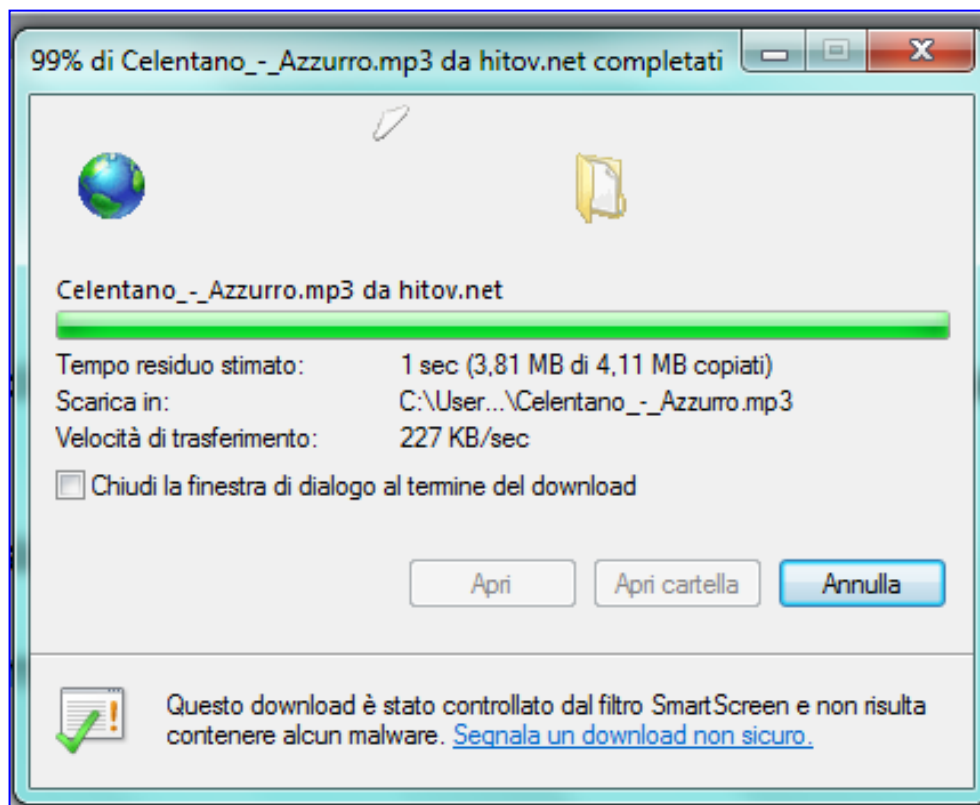 99% di Celentano_-_Azzurro.mp3 da hitov.net completati
Celentano_-_Azzurro.mp3 da hitov.net
Tempo residuo stimato: 1 sec (3,81 MB di 4,11 MB copiati)
Scarica in: C:\User...\Celentano_-_Azzurro.mp3
Velocità di trasferimento: 227 KB/sec
Chiudi la finestra di dialogo al termine del download
Apri Apri cartella Annulla
Questo download è stato controllato dal filtro SmartScreen e non risulta
contenere alcun malware. Segnala un download non sicuro.